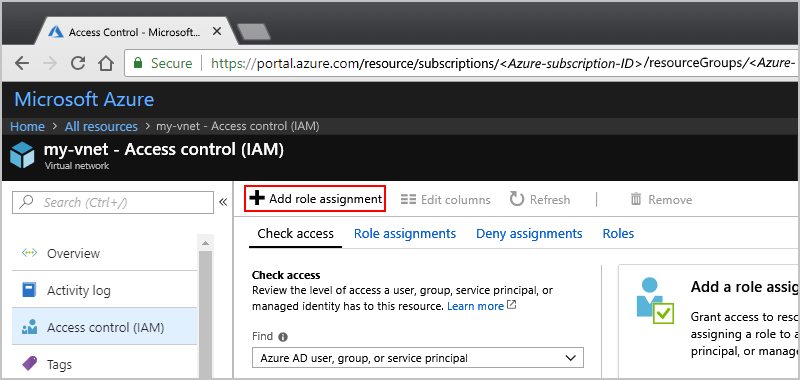 Access Control - Microsoft
Secure https://portal.azure.com/resource/subscriptions/<Azure-subscription-ID>/resourceGroups/<Azure-
Microsoft Azure
Home > All resources > my-vnet - Access control (IAM)
my-vnet - Access control (IAM)
Virtual network
Search (Ctrl+/)
Add role assignment Edit columns Refresh Remove
Overview
Activity log
Access control (IAM)
Tags
Check access Role assignments Deny assignments Roles
Check access
Review the level of access a user, group, service principal, or
managed identity has to this resource. Learn more
Find
Azure AD user, group, or service principal
Add a role assig
Grant access to reso
assigning a role to a
principal, or manag